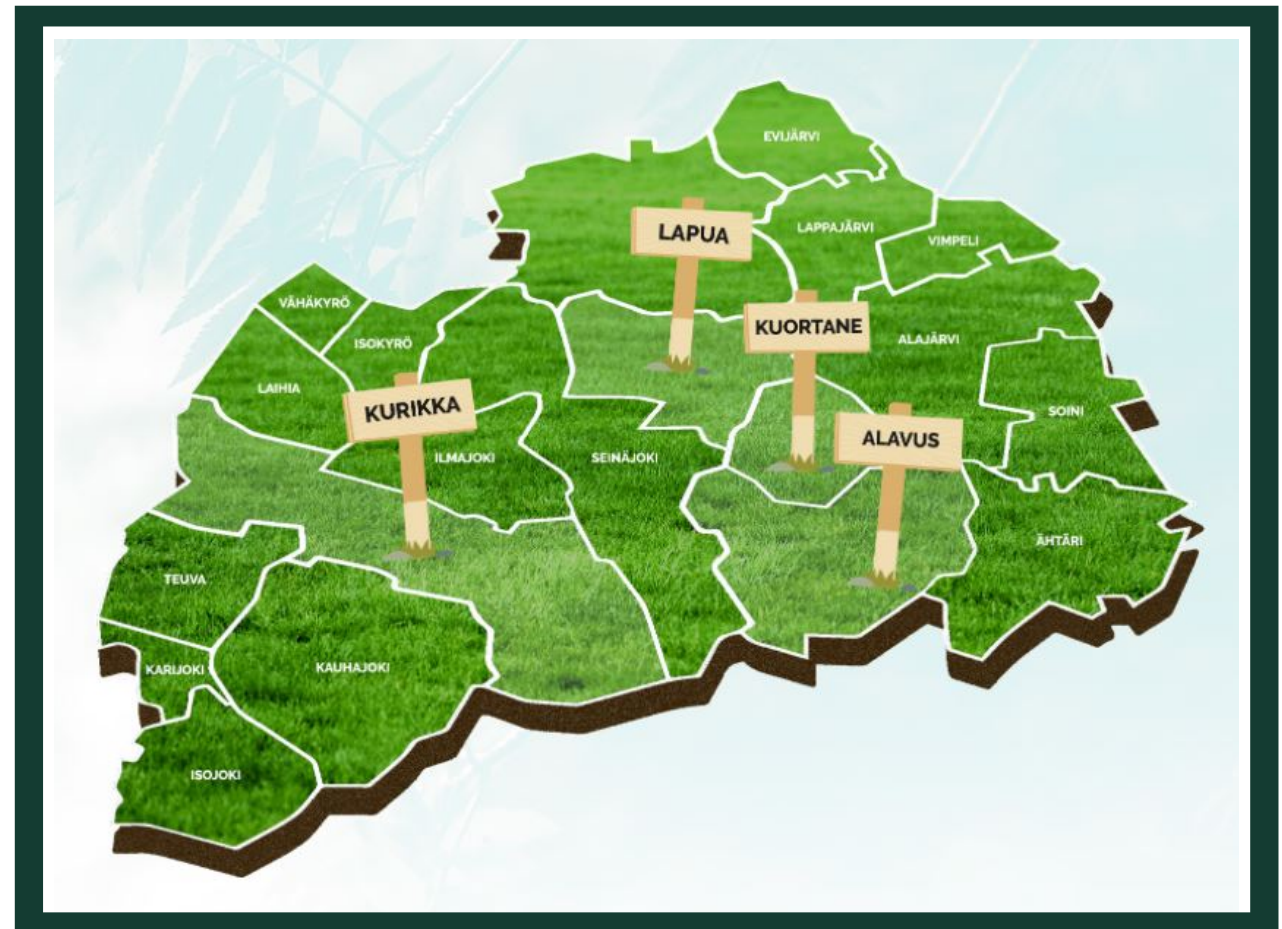 EVIJÄRVI
LAPUA
LAPPAJÄRVI
VIMPELI
VÄHÄKYRÖ
ISOKYRÖ
KUORTANE
ALAJÄRVI
LAIHIA
KURIKKA
SOINI
ALAVUS
ILMAJOKI
SEINÄJOKI
ÄHTÄRI
TEUVA
KARIJOKI
KAUHAJOKI
ISOJOKI